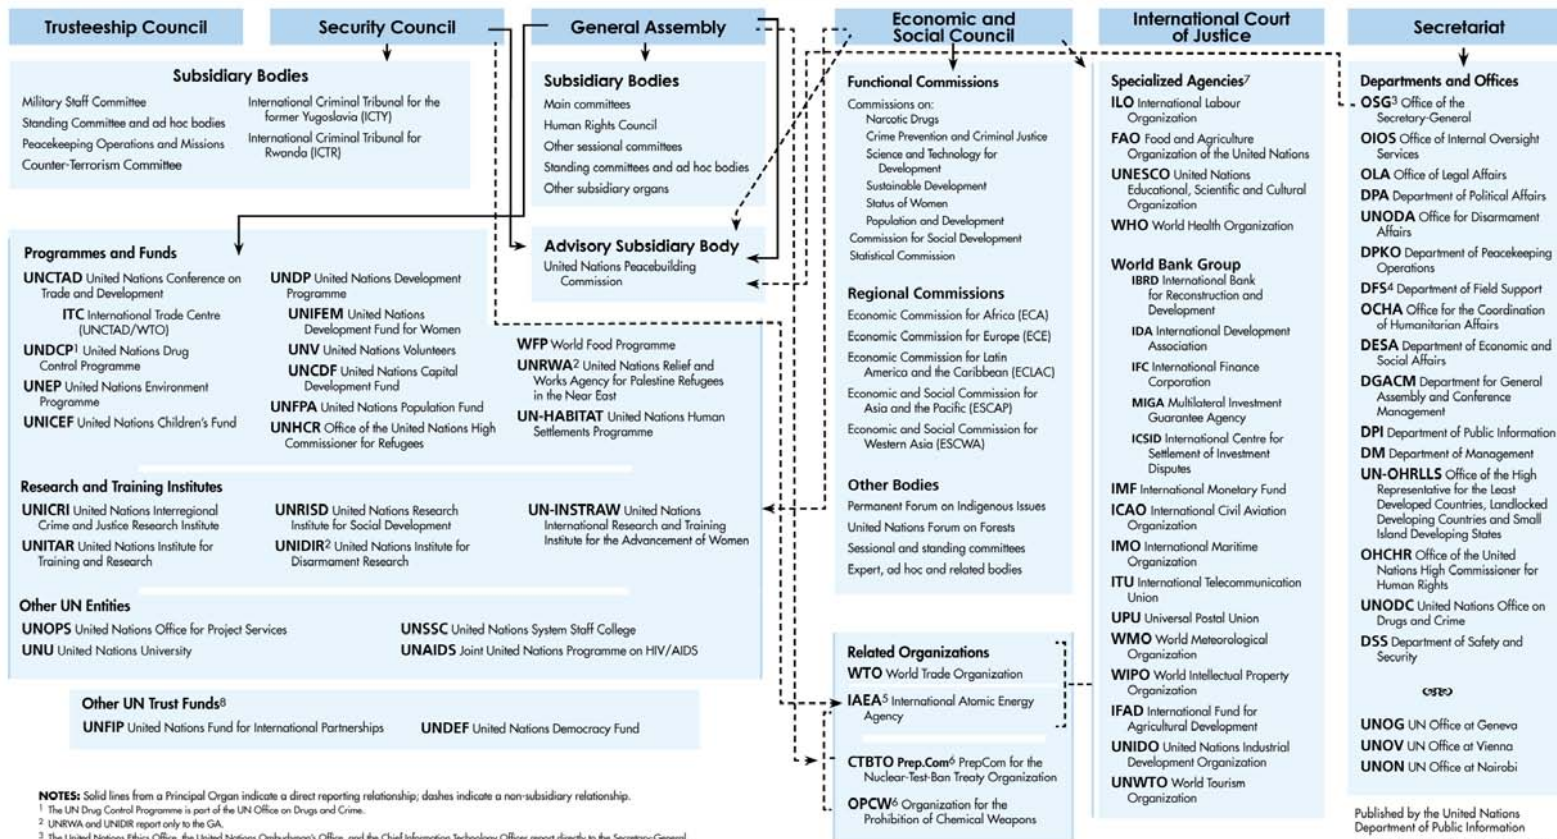 Trusteeship Council
Security Council
General Assembly
Economic and
Social Council
International Court
of Justice
Secretariat
Subsidiary Bodies
Military Staff Committee
Standing Committee and ad hoc bodies
Peacekeeping Operations and Missions
Counter-Terrorism Committee
International Criminal Tribunal for the
former Yugoslavia (ICTY)
International Criminal Tribunal for
Rwanda (ICTR)
Subsidiary Bodies
Main committees
Human Rights Council
Other sessional committees
Standing committees and ad hoc bodies
Other subsidiary organs
Advisory Subsidiary Body
United Nations Peacebuilding
Commission
Programmes and Funds
UNCTAD United Nations Conference on
Trade and Development
ITC International Trade Centre
(UNCTAD/WTO)
UNDCP¹ United Nations Drug
Control Programme
UNEP United Nations Environment
Programme
UNICEF United Nations Children's Fund
UNDP United Nations Development
Programme
UNIFEM United Nations
Development Fund for Women
UNV United Nations Volunteers
UNCDF United Nations Capital
Development Fund
UNFPA United Nations Population Fund
UNHCR Office of the United Nations High
Commissioner for Refugees
WFP World Food Programme
UNRWA² United Nations Relief and
Works Agency for Palestine Refugees
in the Near East
UN-HABITAT United Nations Human
Settlements Programme
Research and Training Institutes
UNICRI United Nations Interregional
Crime and Justice Research Institute
UNITAR United Nations Institute for
Training and Research
UNRISD United Nations Research
Institute for Social Development
UNIDIR² United Nations Institute for
Disarmament Research
UN-INSTRAW United Nations
International Research and Training
Institute for the Advancement of Women
Other UN Entities
UNOPS United Nations Office for Project Services
UNU United Nations University
UNSSC United Nations System Staff College
UNAIDS Joint United Nations Programme on HIV/AIDS
Other UN Trust Funds⁸
UNFIP United Nations Fund for International Partnerships
UNDEF United Nations Democracy Fund
Functional Commissions
Commissions on:
Narcotic Drugs
Crime Prevention and Criminal Justice
Science and Technology for
Development
Sustainable Development
Status of Women
Population and Development
Commission for Social Development
Statistical Commission
Regional Commissions
Economic Commission for Africa (ECA)
Economic Commission for Europe (ECE)
Economic Commission for Latin
America and the Caribbean (ECLAC)
Economic and Social Commission for
Asia and the Pacific (ESCAP)
Economic and Social Commission for
Western Asia (ESCWA)
Other Bodies
Permanent Forum on Indigenous Issues
United Nations Forum on Forests
Sessional and standing committees
Expert, ad hoc and related bodies
Related Organizations
WTO World Trade Organization
IAEA⁵ International Atomic Energy
Agency
CTBTO Prep.Com⁶ PrepCom for the
Nuclear-Test-Ban Treaty Organization
OPCW⁶ Organization for the
Prohibition of Chemical Weapons
Specialized Agencies⁷
ILO International Labour
Organization
FAO Food and Agriculture
Organization of the United Nations
UNESCO United Nations
Educational, Scientific and Cultural
Organization
WHO World Health Organization
World Bank Group
IBRD International Bank
for Reconstruction and
Development
IDA International Development
Association
IFC International Finance
Corporation
MIGA Multilateral Investment
Guarantee Agency
ICSID International Centre for
Settlement of Investment
Disputes
IMF International Monetary Fund
ICAO International Civil Aviation
Organization
IMO International Maritime
Organization
ITU International Telecommunication
Union
UPU Universal Postal Union
WMO World Meteorological
Organization
WIPO World Intellectual Property
Organization
IFAD International Fund for
Agricultural Development
UNIDO United Nations Industrial
Development Organization
UNWTO World Tourism
Organization
Departments and Offices
OSG³ Office of the
Secretary-General
OIOS Office of Internal Oversight
Services
OLA Office of Legal Affairs
DPA Department of Political Affairs
UNODA Office for Disarmament
Affairs
DPKO Department of Peacekeeping
Operations
DFS⁴ Department of Field Support
OCHA Office for the Coordination
of Humanitarian Affairs
DESA Department of Economic and
Social Affairs
DGACM Department for General
Assembly and Conference
Management
DPI Department of Public Information
DM Department of Management
UN-OHRLLS Office of the High
Representative for the Least
Developed Countries, Landlocked
Developing Countries and Small
Island Developing States
OHCHR Office of the United
Nations High Commissioner for
Human Rights
UNODC United Nations Office on
Drugs and Crime
DSS Department of Safety and
Security
UNOG UN Office at Geneva
UNOV UN Office at Vienna
UNON UN Office at Nairobi
NOTES: Solid lines from a Principal Organ indicate a direct reporting relationship; dashes indicate a non-subsidiary relationship.
¹ The UN Drug Control Programme is part of the UN Office on Drugs and Crime.
² UNRWA and UNIDIR report only to the GA.
³ The United Nations Ethics Office, the United Nations Ombudsman's Office, and the Chief Information Technology Officer report directly to the Secretary-General.
Published by the United Nations
Department of Public Information